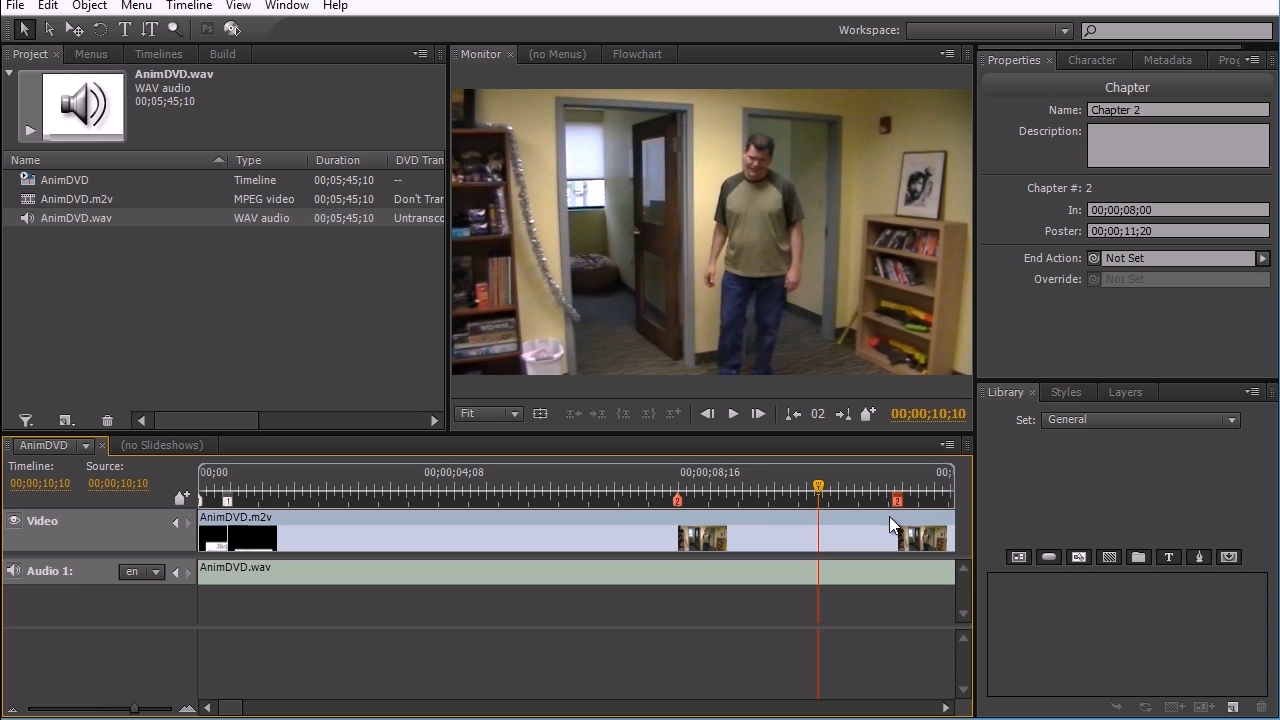 File Edit Object Menu Timeline View Window Help
T Ps Workspace:
Project × Menus Timelines Build
AnimDVD.wav
WAV audio
00;05;45;10
Name Type Duration DVD Tran
AnimDVD Timeline 00;05;45;10 --
AnimDVD.m2v MPEG video 00;05;45;10 Don't Tran
AnimDVD.wav WAV audio 00;05;45;10 Untransco
Monitor × (no Menus) Flowchart
Fit 02 00;00;10;10
Properties × Character Metadata Prog
Chapter
Name: Chapter 2
Description:
Chapter #: 2
In: 00;00;08;00
Poster: 00;00;11;20
End Action: Not Set
Override: Not Set
Library × Styles Layers
Set: General
T
AnimDVD × (no Slideshows)
Timeline: Source:
00;00;10;10 00;00;10;10
00;00 00;00;04;08 00;00;08;16 00;
1 2 2
Video AnimDVD.m2v
Audio 1: en AnimDVD.wav